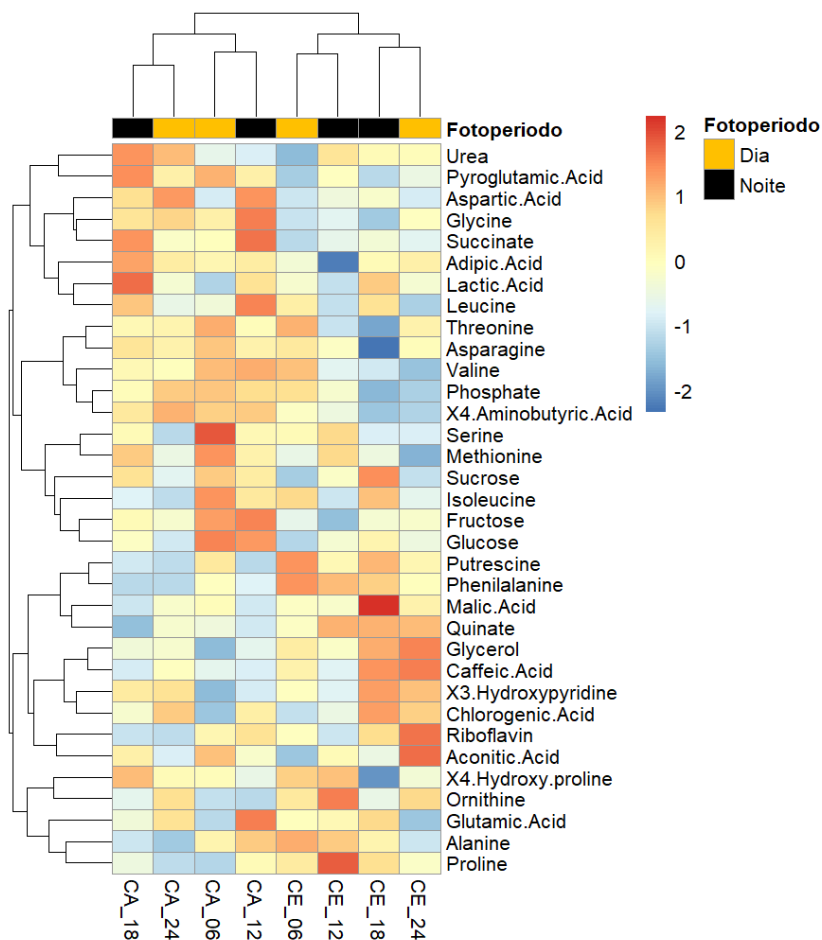 Fotoperiodo
Urea
Pyroglutamic.Acid
Aspartic.Acid
Glycine
Succinate
Adipic.Acid
Lactic.Acid
Leucine
Threonine
Asparagine
Valine
Phosphate
X4.Aminobutyric.Acid
Serine
Methionine
Sucrose
Isoleucine
Fructose
Glucose
Putrescine
Phenilalanine
Malic.Acid
Quinate
Glycerol
Caffeic.Acid
X3.Hydroxypyridine
Chlorogenic.Acid
Riboflavin
Aconitic.Acid
X4.Hydroxy.proline
Ornithine
Glutamic.Acid
Alanine
Proline
CA_18
CA_24
CA_06
CA_12
CE_06
CE_12
CE_18
CE_24
2
1
0
-1
-2
Fotoperiodo
Dia
Noite